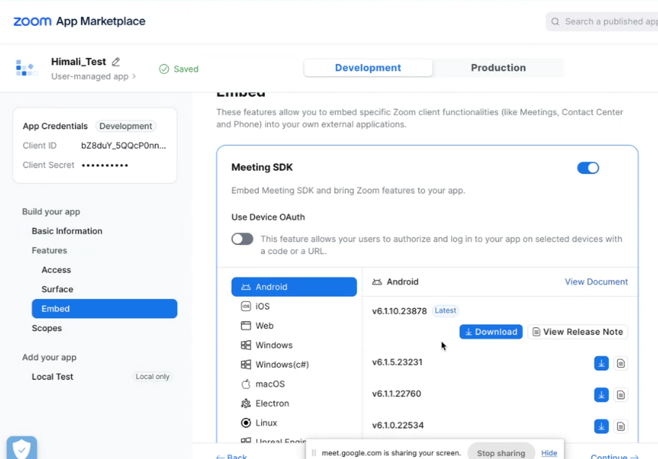 zoom App Marketplace
Search a published app
Himali_Test
User-managed app >
Saved
Development
Production
App Credentials
Development
Client ID
bZ8duY_5QQcP0nn...
Client Secret
••••••••••
Build your app
Basic Information
Features
Access
Surface
Embed
Scopes
Add your app
Local Test
Local only
Embed
These features allow you to embed specific Zoom client functionalities (like Meetings, Contact Center
and Phone) into your own external applications.
Meeting SDK
Embed Meeting SDK and bring Zoom features to your app.
Use Device OAuth
This feature allows your users to authorize and log in to your app on selected devices with
a code or a URL.
Android
iOS
Web
Windows
Windows(c#)
macOS
Electron
Linux
Unreal Engin
Android
View Document
v6.1.10.23878
Latest
Download
View Release Note
v6.1.5.23231
v6.1.1.22760
v6.1.0.22534
← Back
meet.google.com is sharing your screen.
Stop sharing
Hide
Continue →